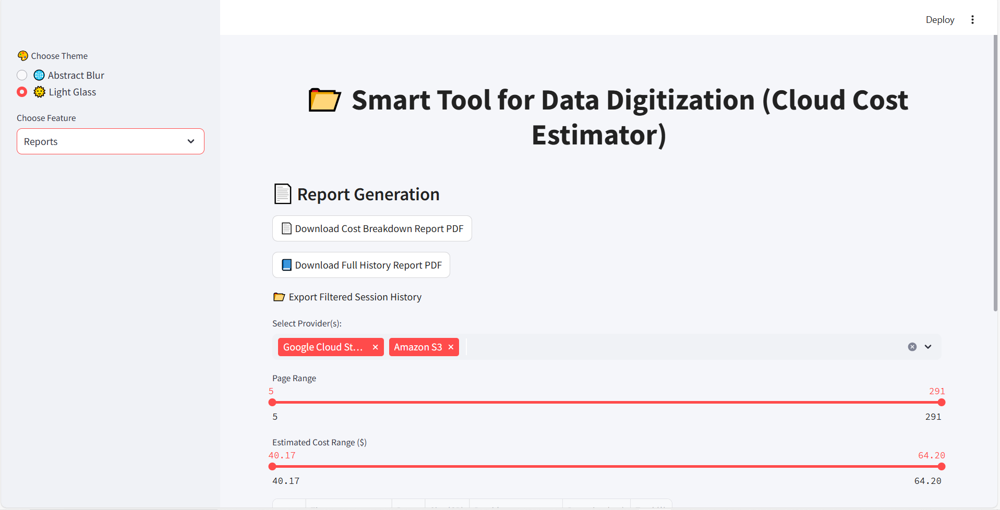 Deploy
Choose Theme
Abstract Blur
Light Glass
Choose Feature
Reports
Smart Tool for Data Digitization (Cloud Cost
Estimator)
Report Generation
Download Cost Breakdown Report PDF
Download Full History Report PDF
Export Filtered Session History
Select Provider(s):
Google Cloud St... Amazon S3
Page Range
5 291
5 291
Estimated Cost Range ($)
40.17 64.20
40.17 64.20